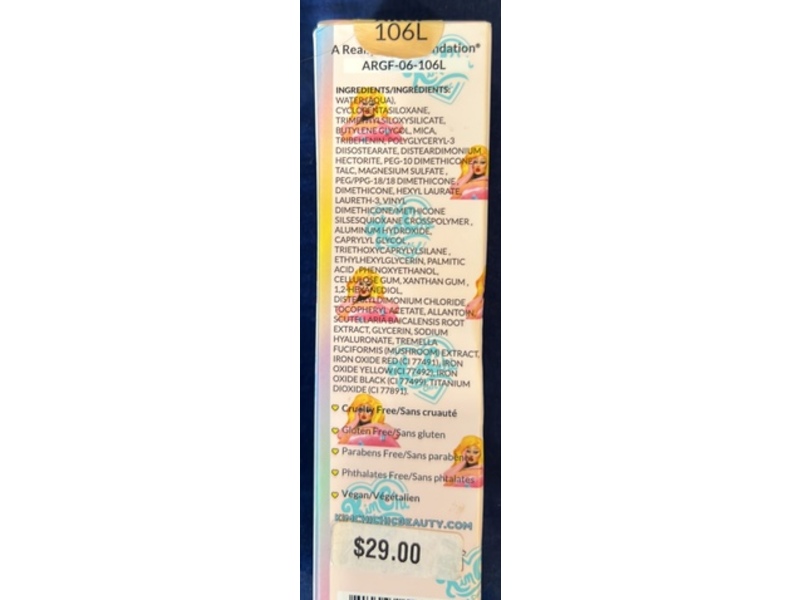 106L
A Rea ndation®
ARGF-06-106L
INGREDIENTS/INGRÉDIENTS:
WATER (AQUA),
CYCLOPENTASILOXANE,
TRIMETHYLSILOXYSILICATE,
BUTYLENE GLYCOL, MICA,
TRIBEHENIN, POLYGLYCERYL-3
DIISOSTEARATE, DISTEARDIMONIUM
HECTORITE, PEG-10 DIMETHICONE,
TALC, MAGNESIUM SULFATE ,
PEG/PPG-18/18 DIMETHICONE,
DIMETHICONE, HEXYL LAURATE,
LAURETH-3, VINYL
DIMETHICONE/METHICONE
SILSESQUIOXANE CROSSPOLYMER ,
ALUMINUM HYDROXIDE,
CAPRYLYL GLYCOL,
TRIETHOXYCAPRYLYLSILANE ,
ETHYLHEXYLGLYCERIN, PALMITIC
ACID , PHENOXYETHANOL,
CELLULOSE GUM, XANTHAN GUM ,
1,2-HEXANEDIOL,
DISTEARYLDIMONIUM CHLORIDE,
TOCOPHERYL ACETATE, ALLANTOIN,
SCUTELLARIA BAICALENSIS ROOT
EXTRACT, GLYCERIN, SODIUM
HYALURONATE, TREMELLA
FUCIFORMIS (MUSHROOM) EXTRACT,
IRON OXIDE RED (CI 77491), IRON
OXIDE YELLOW (CI 77492), IRON
OXIDE BLACK (CI 77499), TITANIUM
DIOXIDE (CI 77891).
Cruelty Free/Sans cruauté
Gluten Free/Sans gluten
Parabens Free/Sans parabens
Phthalates Free/Sans phtalates
Vegan/Végétalien
KimChi
KIMCHICHICBEAUTY.COM
$29.00